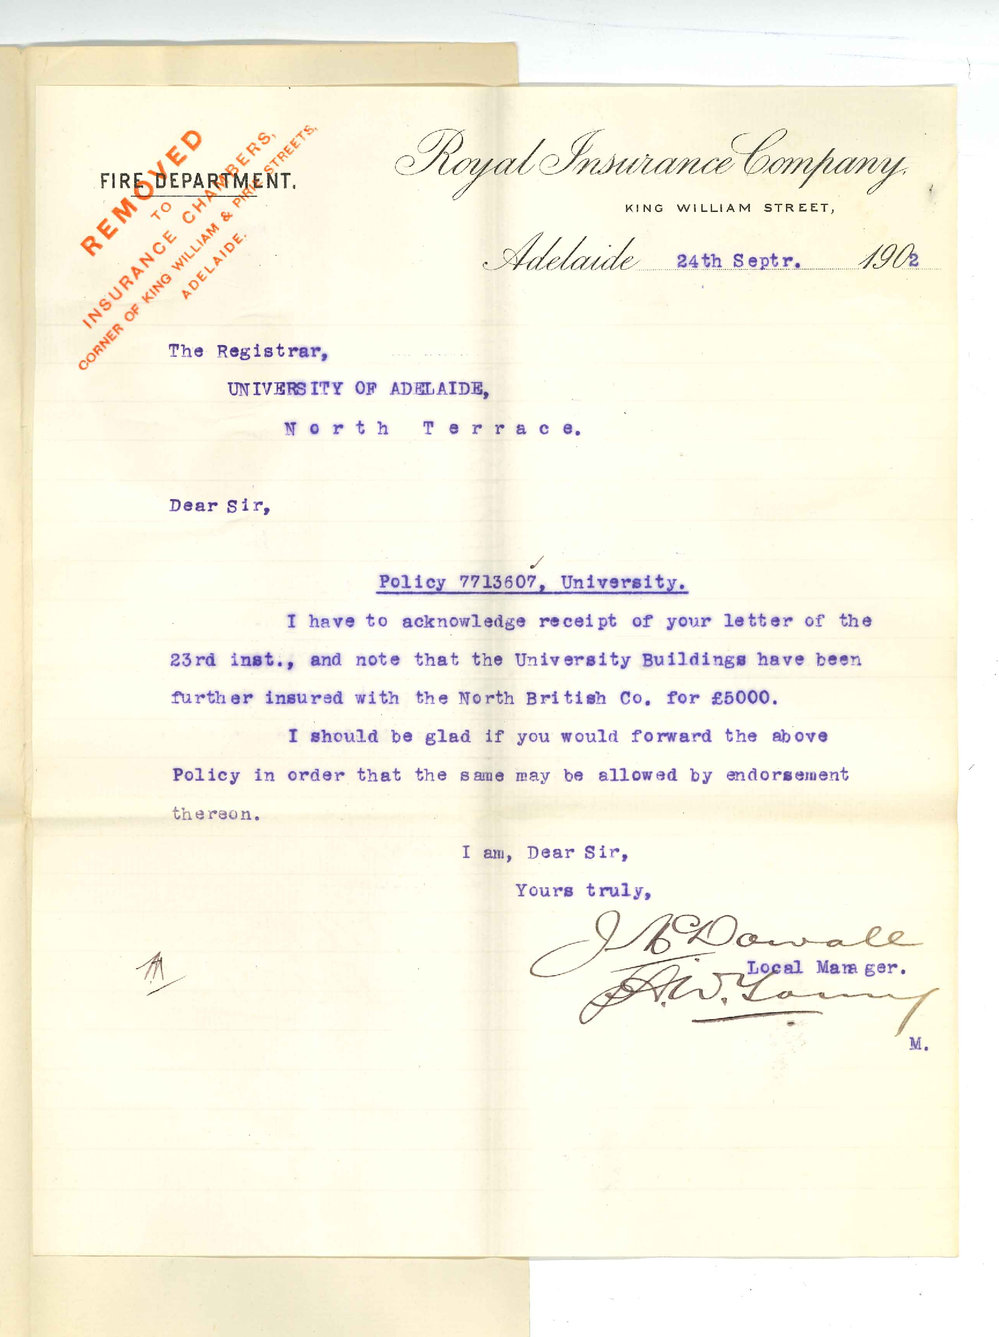 FIRE DEPARTMENT.
REMOVED
TO
INSURANCE CHAMBERS,
CORNER OF KING WILLIAM & PIRIE STREETS.
ADELAIDE.
Royal Insurance Company.
KING WILLIAM STREET,
Adelaide 24th Septr. 1902
The Registrar,
UNIVERSITY OF ADELAIDE,
North Terrace.
Dear Sir,
Policy 7713607, University.
I have to acknowledge receipt of your letter of the
23rd inst., and note that the University Buildings have been
further insured with the North British Co. for £5000.
I should be glad if you would forward the above
Policy in order that the same may be allowed by endorsement
thereon.
I am, Dear Sir,
Yours truly,
J McDowall
Local Manager.
A.W. Young
M.